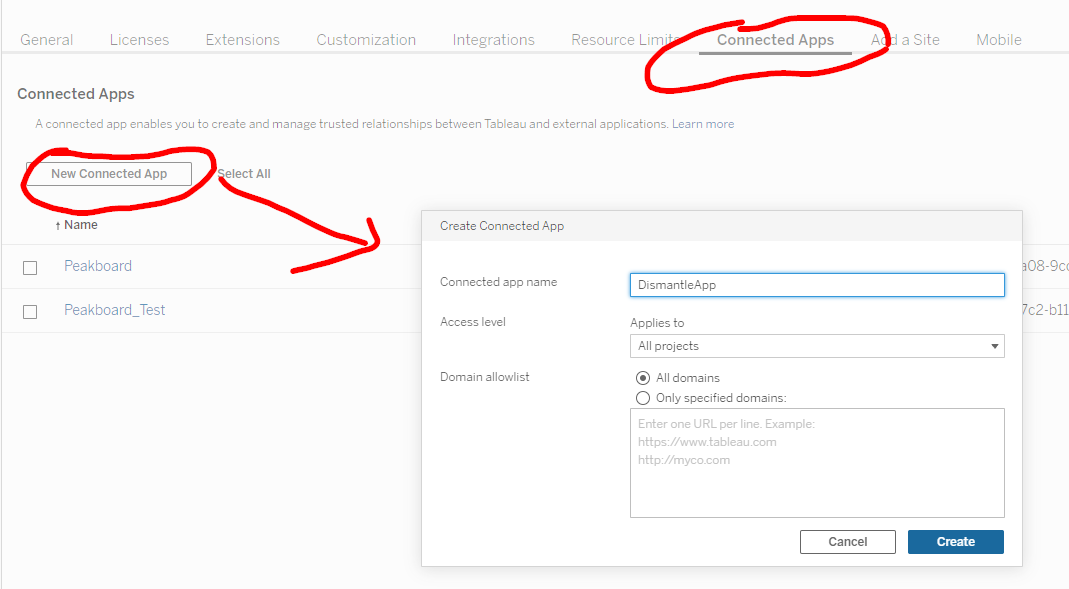 General Licenses Extensions Customization Integrations Resource Limits Connected Apps Add a Site Mobile
Connected Apps
A connected app enables you to create and manage trusted relationships between Tableau and external applications. Learn more
New Connected App Select All
↑ Name
Peakboard
a08-9cc
Peakboard_Test
7c2-b11
Create Connected App
Connected app name
DismantleApp
Access level
Applies to
All projects
Domain allowlist
All domains
Only specified domains:
Enter one URL per line. Example:
https://www.tableau.com
http://myco.com
Cancel Create